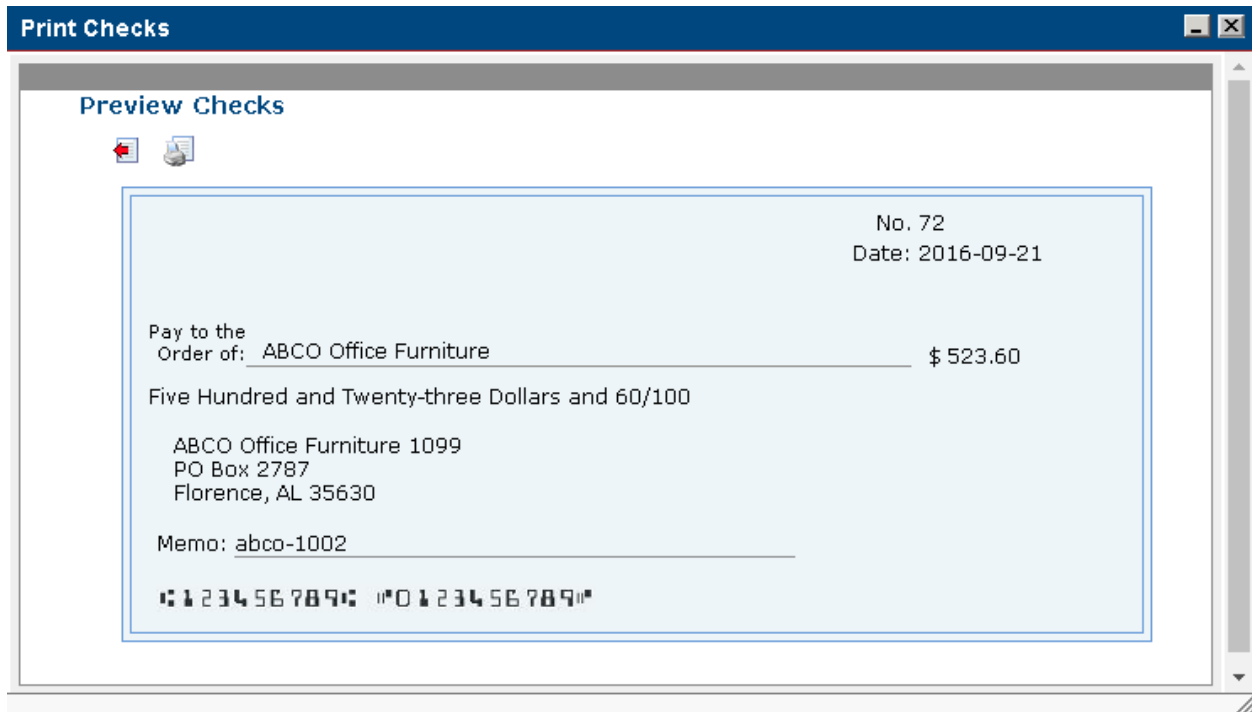 Print Checks
Preview Checks
No. 72
Date: 2016-09-21
Pay to the
Order of: ABCO Office Furniture
$ 523.60
Five Hundred and Twenty-three Dollars and 60/100
ABCO Office Furniture 1099
PO Box 2787
Florence, AL 35630
Memo: abco-1002
⑆123456789⑆ ⑈0123456789⑈